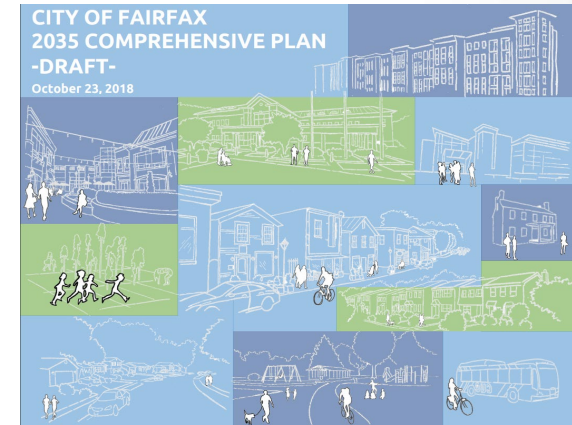 CITY OF FAIRFAX
2035 COMPREHENSIVE PLAN
-DRAFT-
October 23, 2018